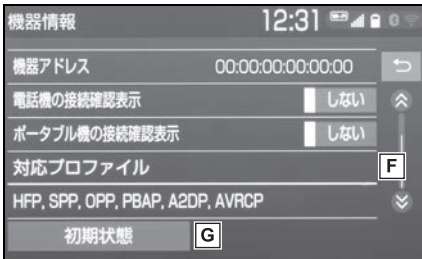 機器情報 12:31
機器アドレス 00:00:00:00:00:00
電話機の接続確認表示 しない
ポータブル機の接続確認表示 しない
対応プロファイル
F
HFP, SPP, OPP, PBAP, A2DP, AVRCP
初期状態 G